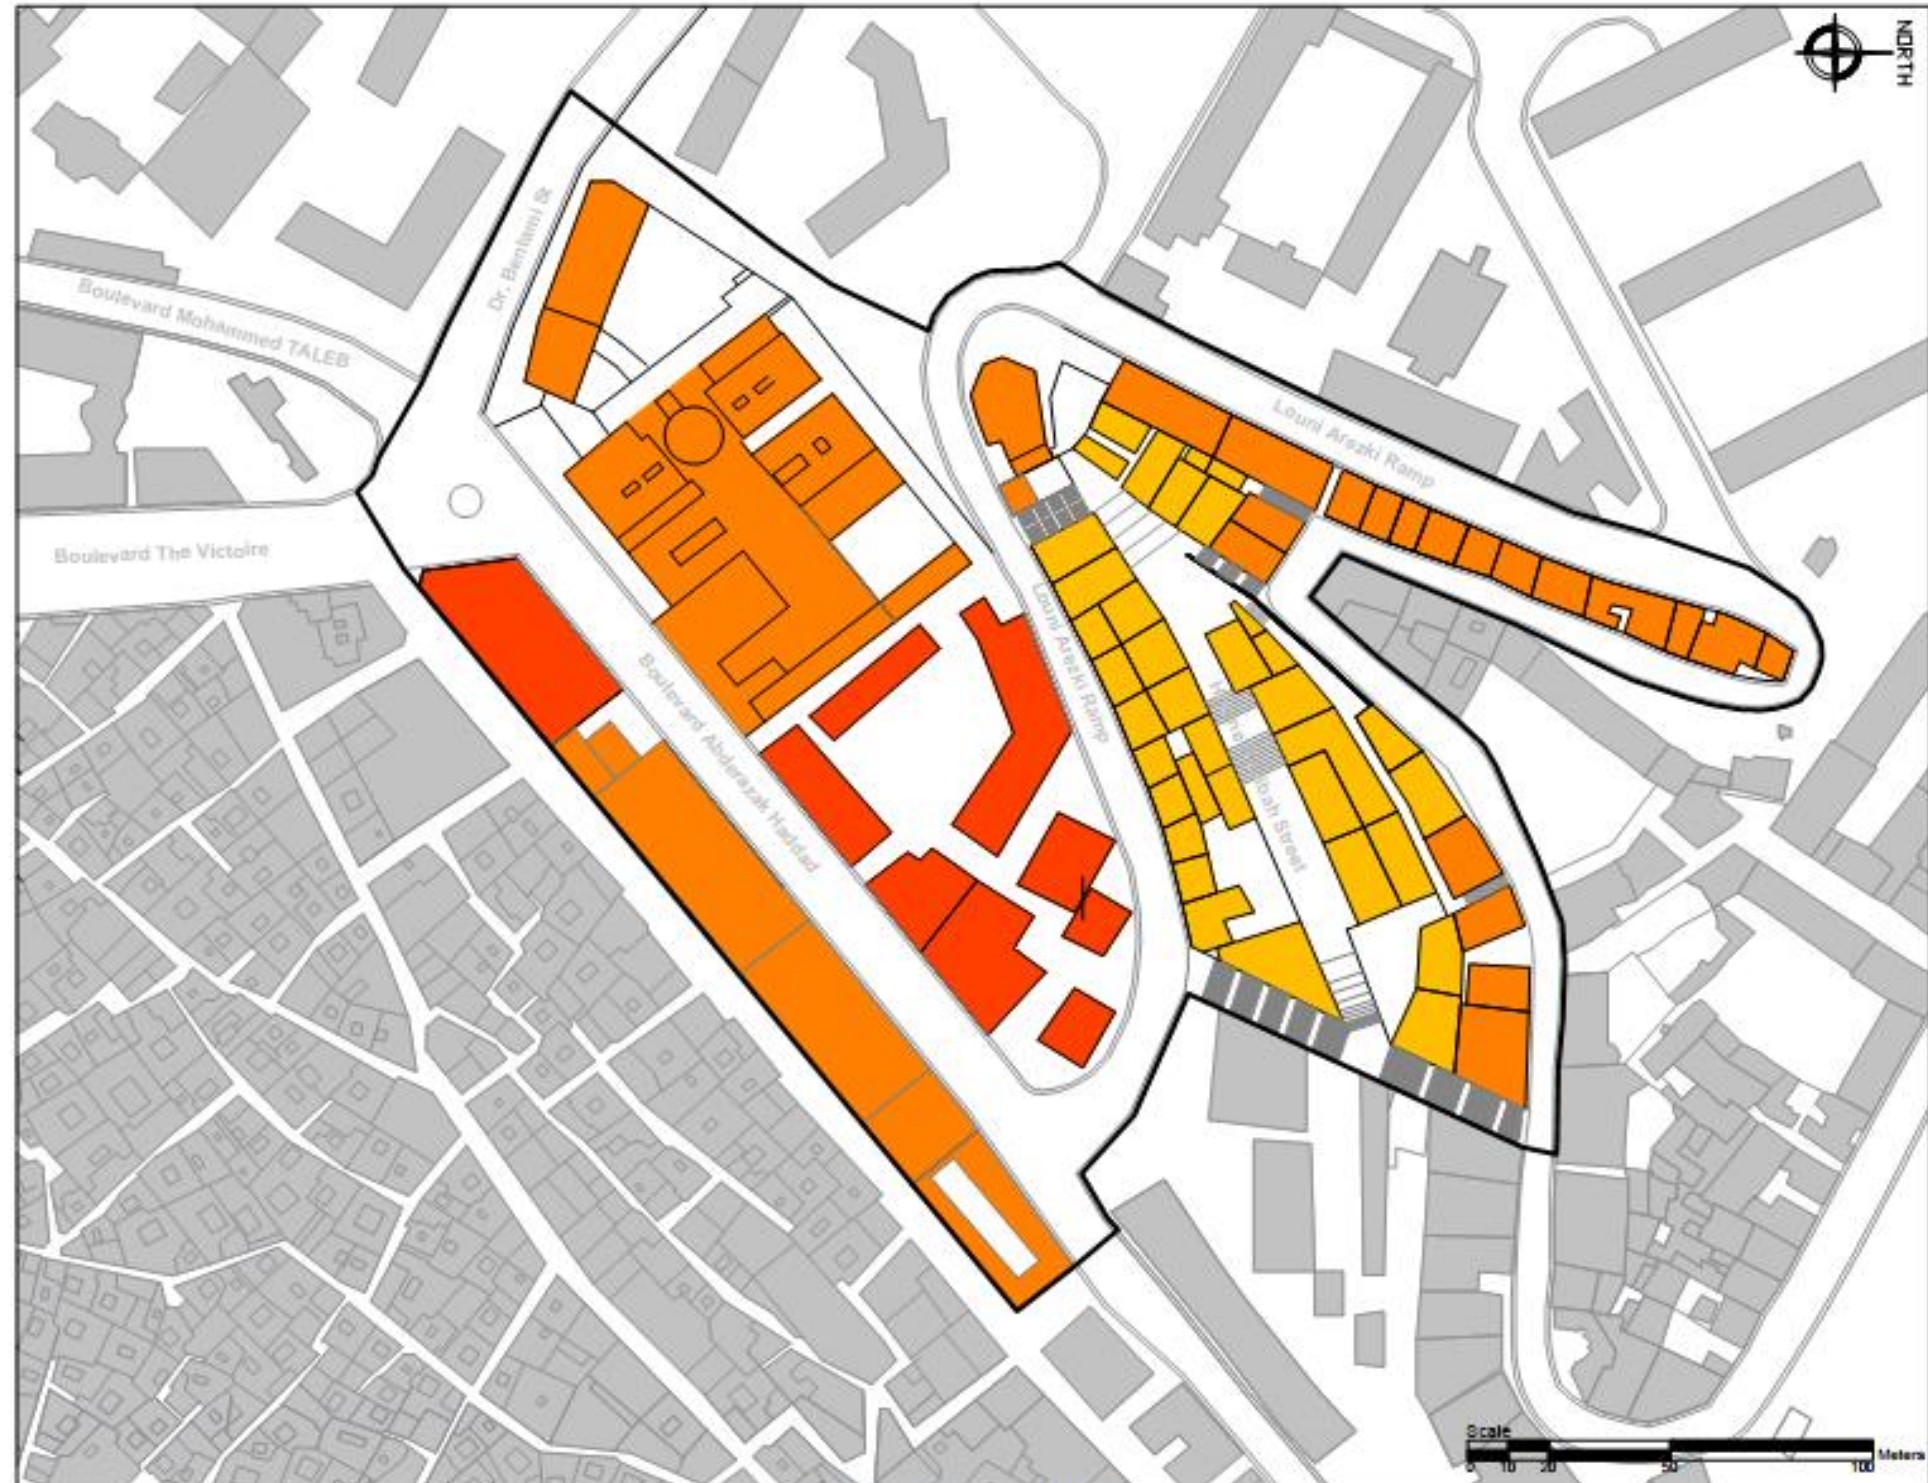 NORTH
Dr. Bentami St
Boulevard Mohammed TALEB
Louni Arezki Ramp
Boulevard The Victoire
Louni Arezki Ramp
Boulevard Abderazak Haddad
Street
Scale
0 10 20 50 100 Meters